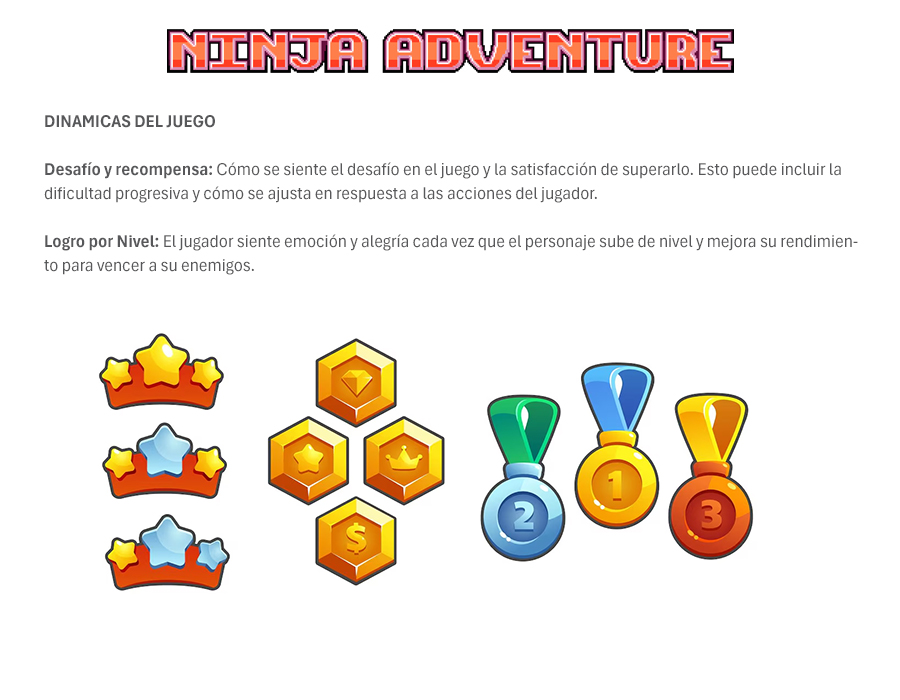 NINJA ADVENTURE
DINAMICAS DEL JUEGO
Desafío y recompensa: Cómo se siente el desafío en el juego y la satisfacción de superarlo. Esto puede incluir la
dificultad progresiva y cómo se ajusta en respuesta a las acciones del jugador.
Logro por Nivel: El jugador siente emoción y alegría cada vez que el personaje sube de nivel y mejora su rendimien-
to para vencer a su enemigos.
$
2
1
3